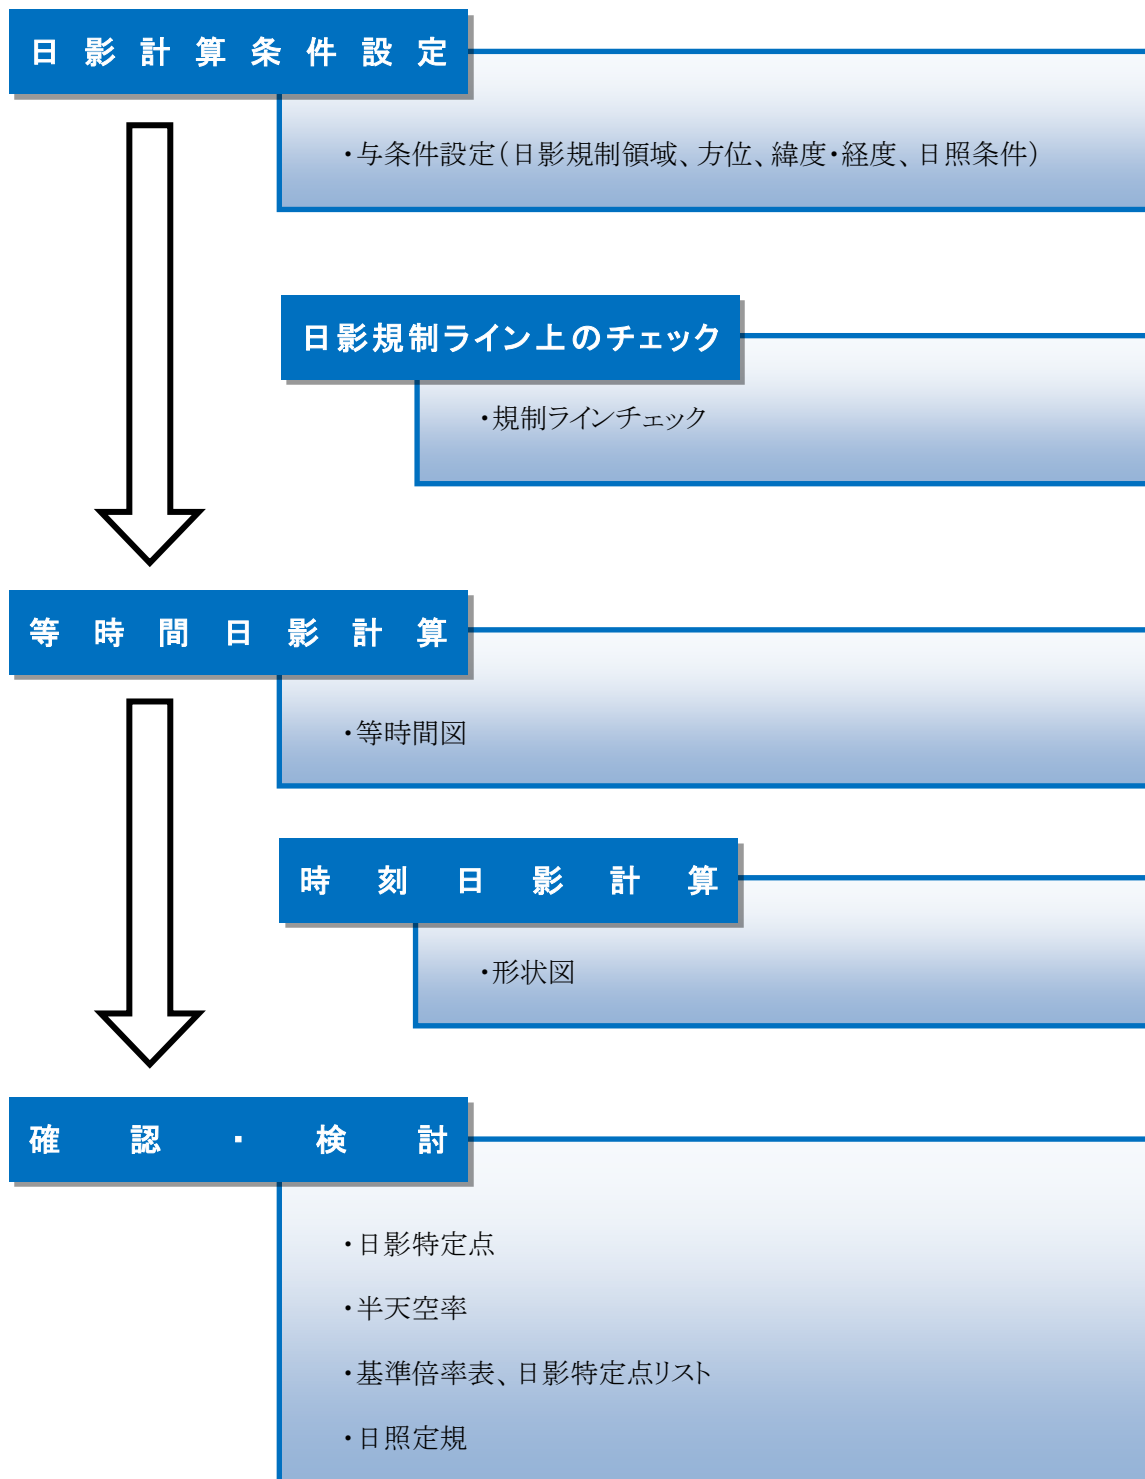 日影計算条件設定
・与条件設定（日影規制領域、方位、緯度・経度、日照条件）
日影規制ライン上のチェック
・規制ラインチェック
等時間日影計算
・等時間図
時刻日影計算
・形状図
確認・検討
・日影特定点
・半天空率
・基準倍率表、日影特定点リスト
・日照定規